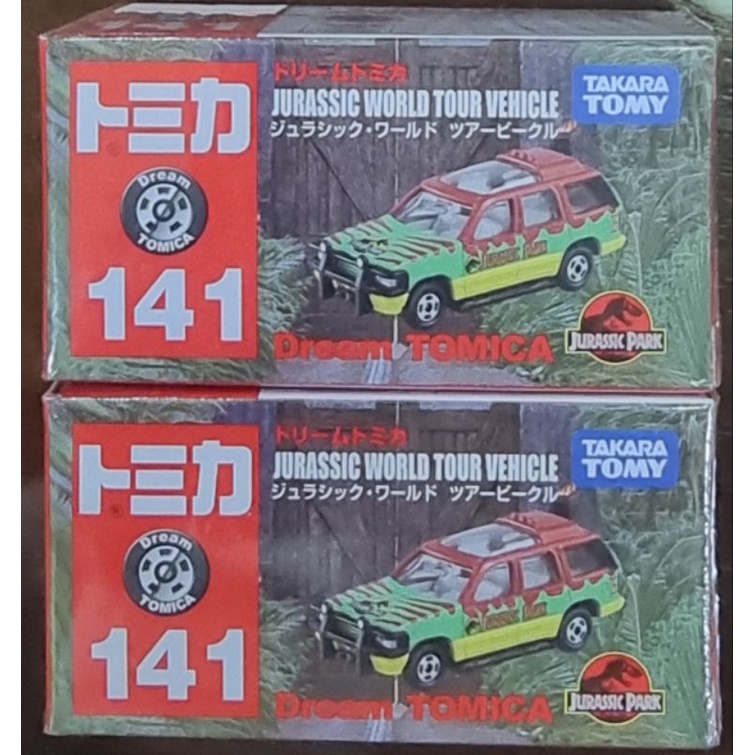 トミカ
Dream
TOMICA
141
ドリームトミカ
JURASSIC WORLD TOUR VEHICLE
ジュラシック・ワールド ツアービークル
TAKARA
TOMY
JURASSIC PARK
Dream TOMICA
JURASSIC PARK
トミカ
Dream
TOMICA
141
ドリームトミカ
JURASSIC WORLD TOUR VEHICLE
ジュラシック・ワールド ツアービークル
TAKARA
TOMY
JURASSIC PARK
Dream TOMICA
JURASSIC PARK